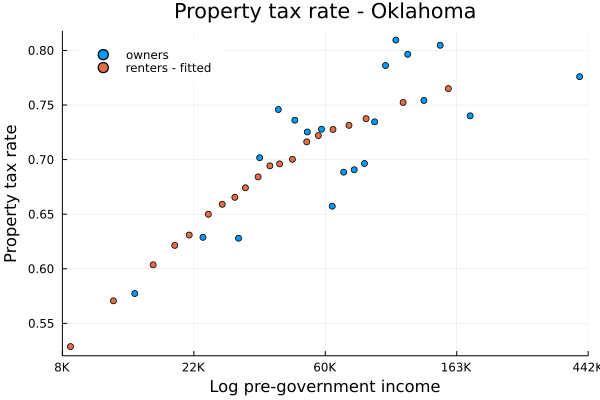 Property tax rate - Oklahoma
owners
renters - fitted
Property tax rate
0.80
0.75
0.70
0.65
0.60
0.55
8K 22K 60K 163K 442K
Log pre-government income